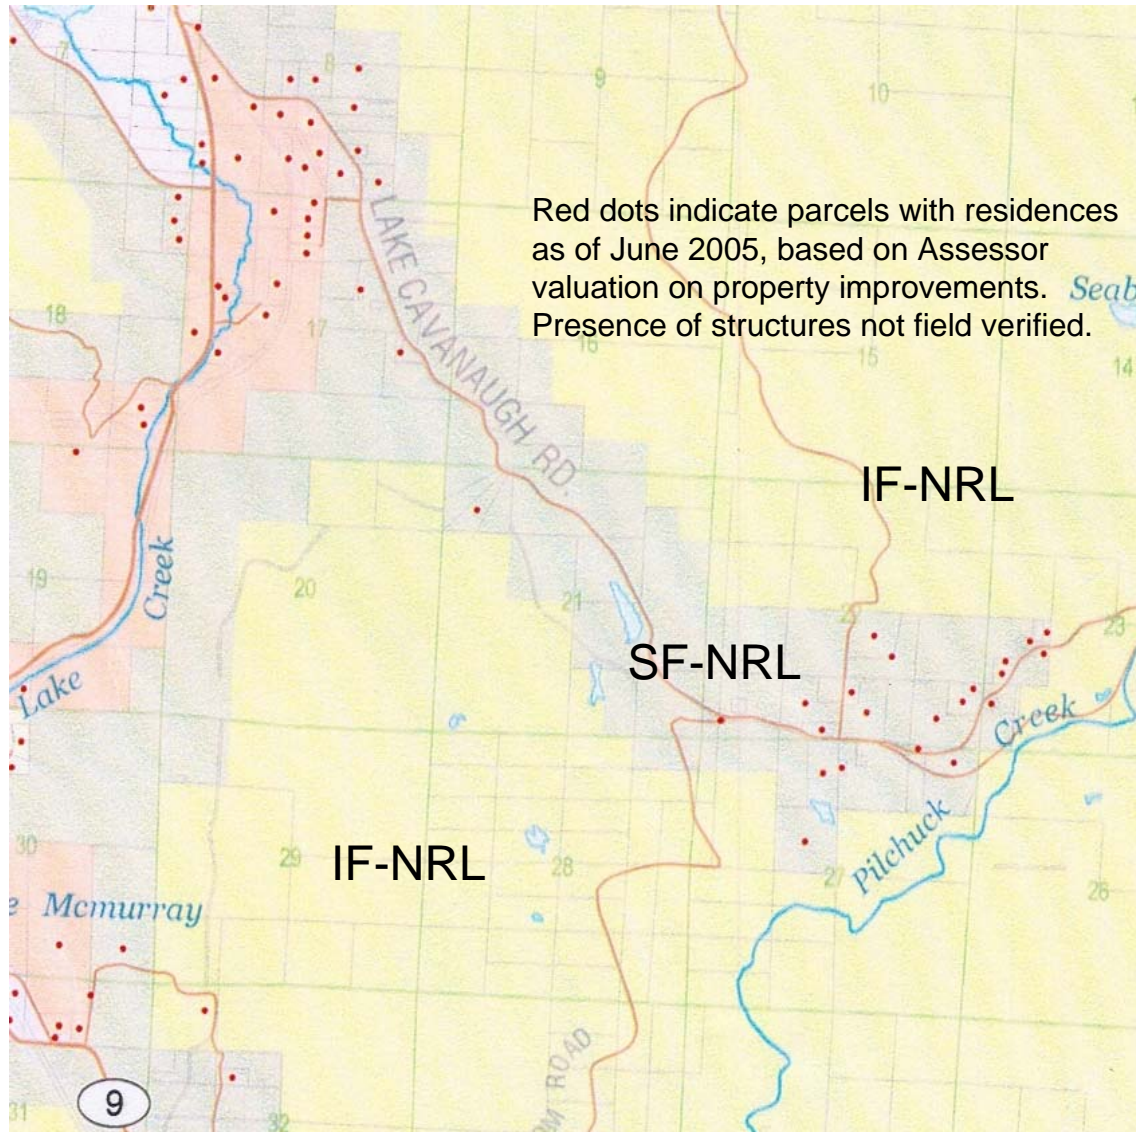 7
8
9
10
Red dots indicate parcels with residences
as of June 2005, based on Assessor
valuation on property improvements.
Presence of structures not field verified.
Seab
LAKE CAVANAUGH RD.
18
17
16
15
14
IF-NRL
Creek
19
20
21
23
SF-NRL
Lake
Creek
Pilchuck
30
29
IF-NRL
28
27
26
e Mcmurray
ROAD
9
31
32